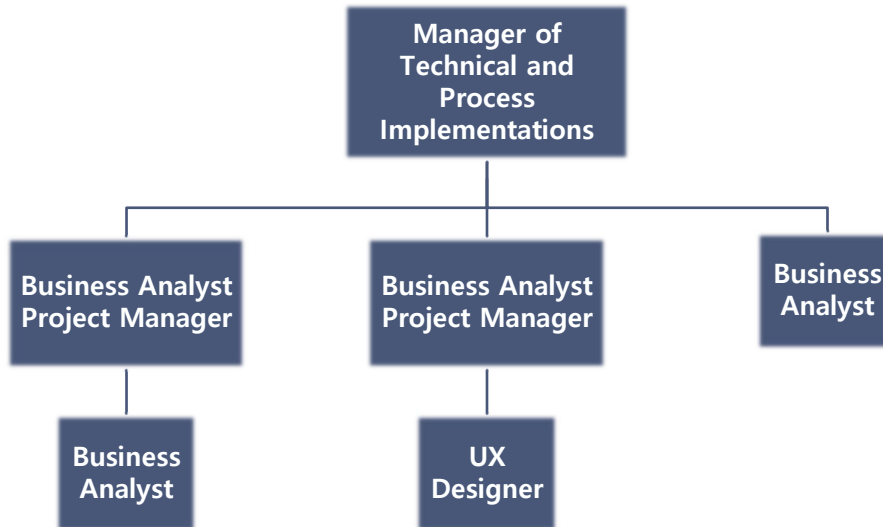 Manager of
Technical and
Process
Implementations
Business Analyst
Project Manager
Business Analyst
Project Manager
Business
Analyst
Business
Analyst
UX
Designer